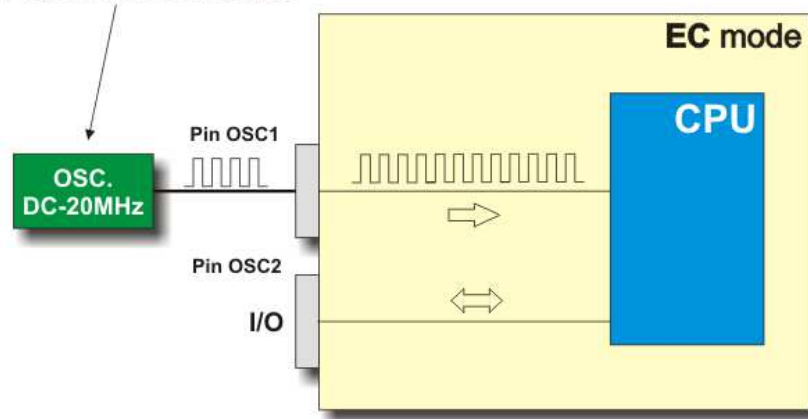 EC mode
CPU
Pin OSC1
OSC.
DC-20MHz
Pin OSC2
I/O